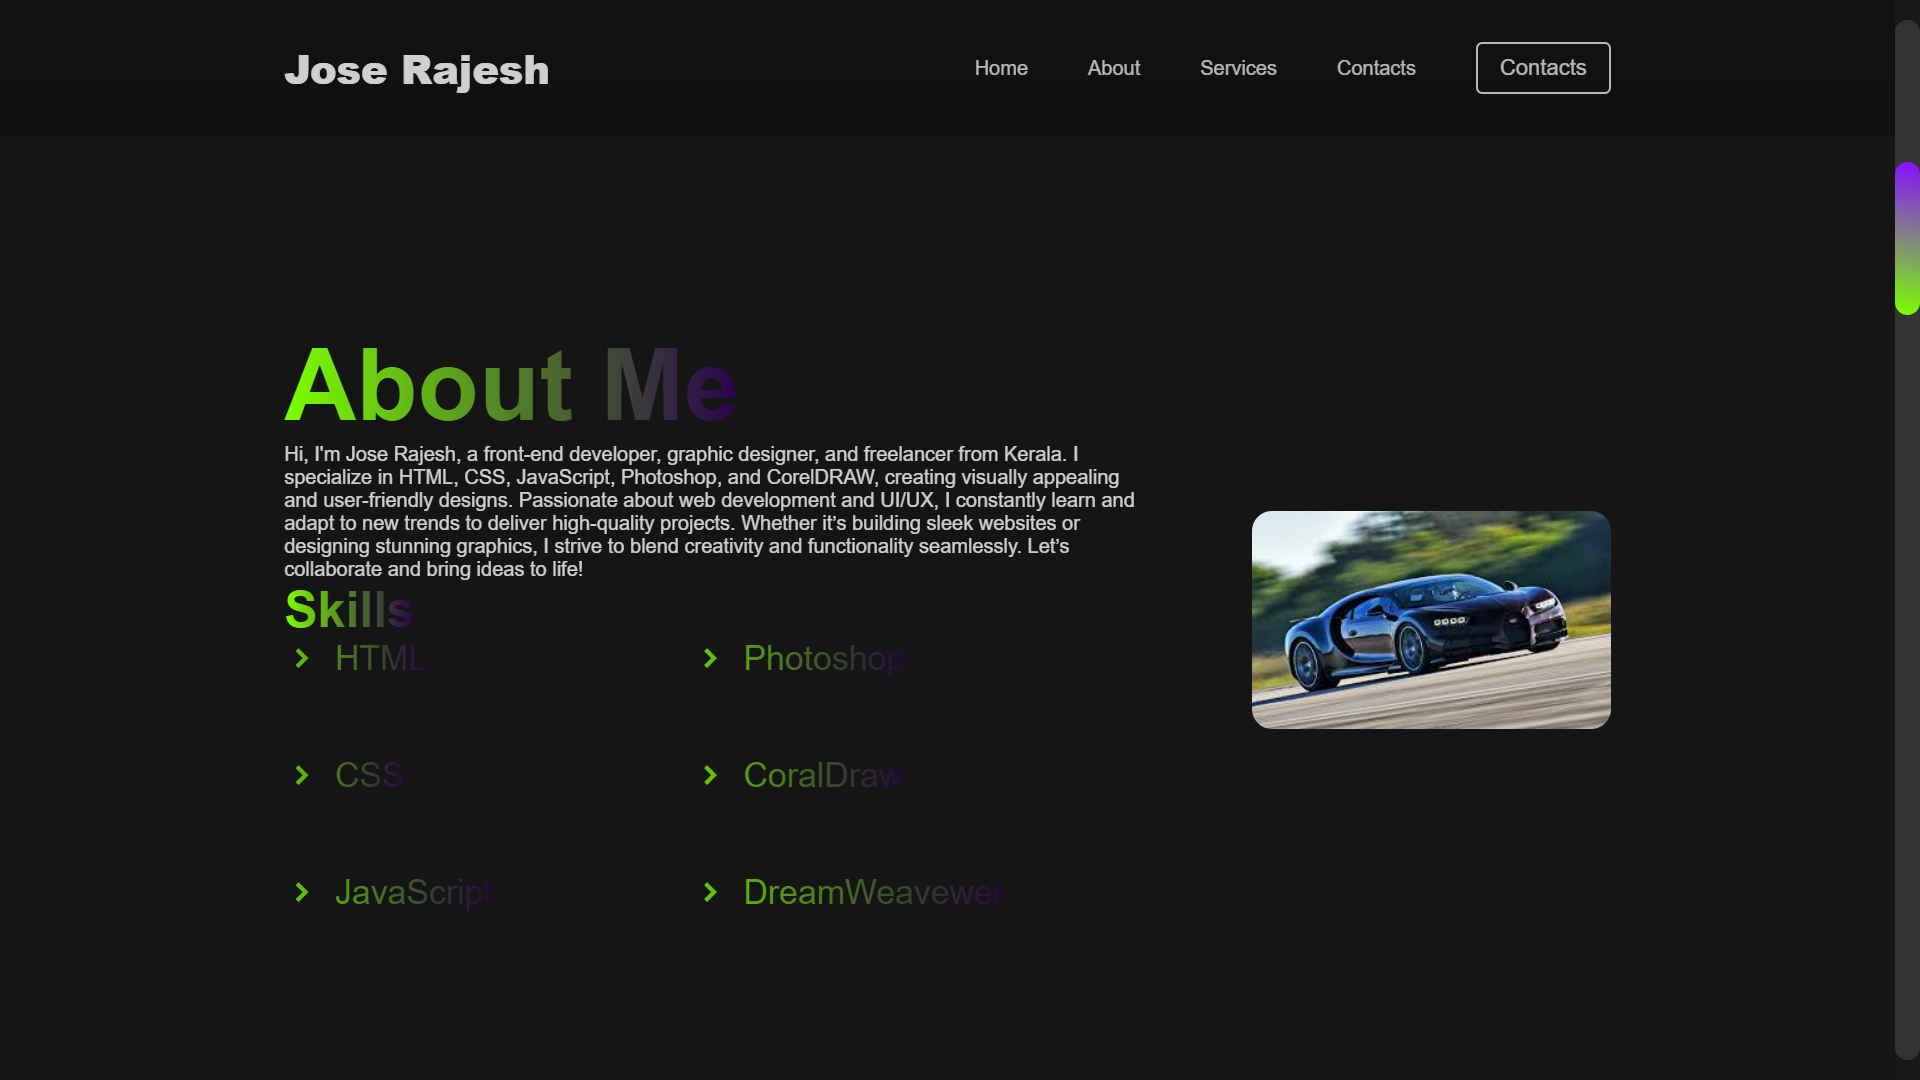 Jose Rajesh
Home
About
Services
Contacts
Contacts
About Me
Hi, I'm Jose Rajesh, a front-end developer, graphic designer, and freelancer from Kerala. I
specialize in HTML, CSS, JavaScript, Photoshop, and CorelDRAW, creating visually appealing
and user-friendly designs. Passionate about web development and UI/UX, I constantly learn and
adapt to new trends to deliver high-quality projects. Whether it’s building sleek websites or
designing stunning graphics, I strive to blend creativity and functionality seamlessly. Let’s
collaborate and bring ideas to life!
Skills
HTML
Photoshop
CSS
CoralDraw
JavaScript
DreamWeavewer